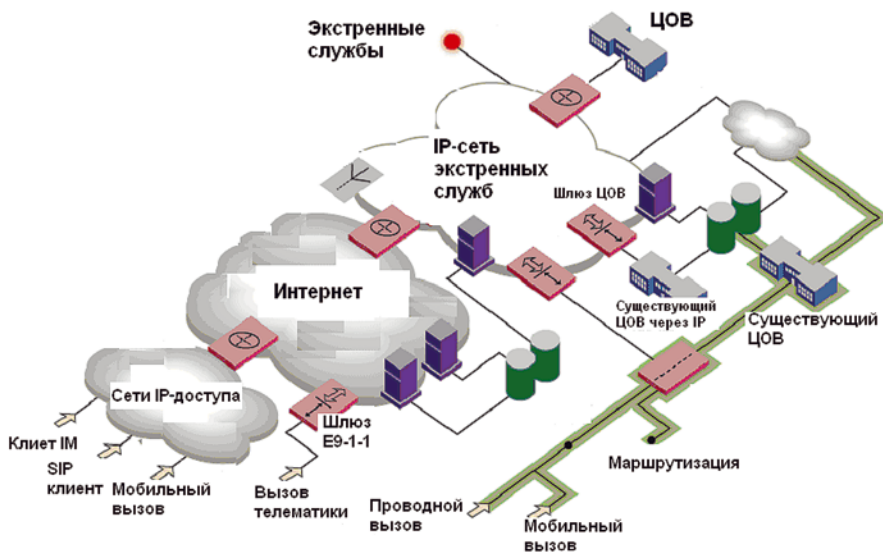 Экстренные
службы
ЦОВ
IP-сеть
экстренных
служб
Шлюз ЦОВ
Интернет
Существующий
ЦОВ через IP
Существующий
ЦОВ
Сети IP-доступа
Шлюз
E9-1-1
Клиет IM
SIP
клиент
Мобильный
вызов
Вызов
телематики
Маршрутизация
Проводной
вызов
Мобильный
вызов